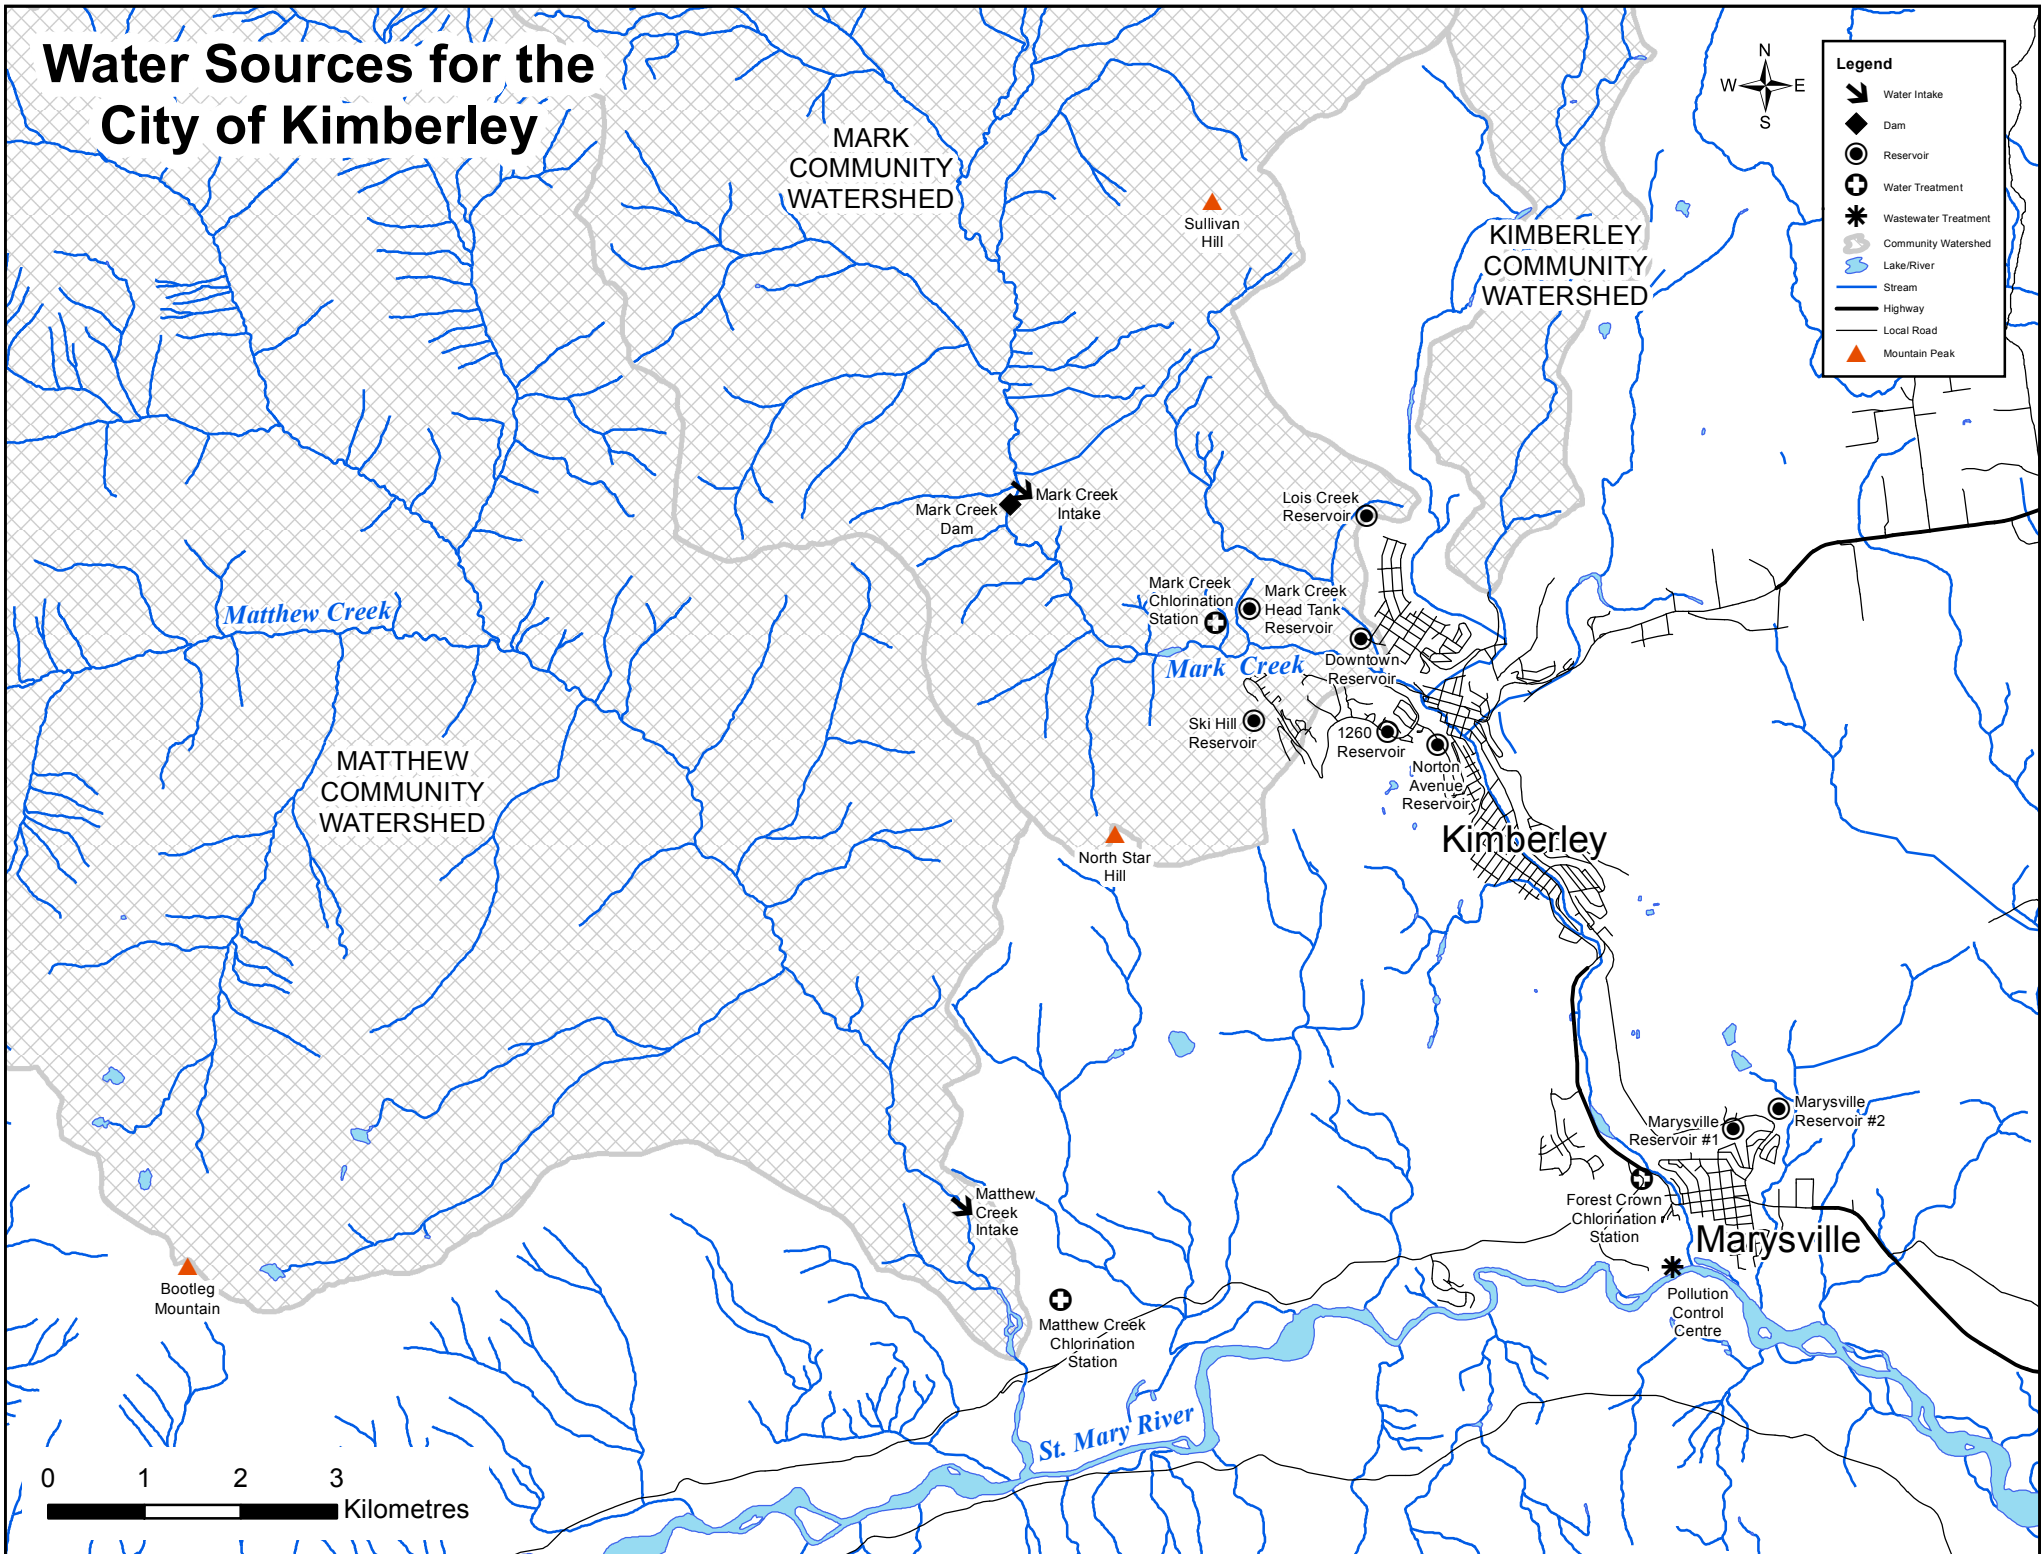 Water Sources for the
City of Kimberley
N
W
E
S
Legend
Water Intake
Dam
Reservoir
Water Treatment
Wastewater Treatment
Community Watershed
Lake/River
Stream
Highway
Local Road
Mountain Peak
MARK
COMMUNITY
WATERSHED
Sullivan
Hill
KIMBERLEY
COMMUNITY
WATERSHED
Mark Creek
Dam
Mark Creek
Intake
Lois Creek
Reservoir
Mark Creek
Chlorination
Station
Mark Creek
Head Tank
Reservoir
Matthew Creek
Mark Creek
Downtown
Reservoir
Ski Hill
Reservoir
1260
Reservoir
Norton
Avenue
Reservoir
MATTHEW
COMMUNITY
WATERSHED
Kimberley
North Star
Hill
Marysville
Reservoir #1
Marysville
Reservoir #2
Matthew
Creek
Intake
Forest Crown
Chlorination
Station
Marysville
Bootleg
Mountain
Matthew Creek
Chlorination
Station
Pollution
Control
Centre
St. Mary River
0 1 2 3
Kilometres